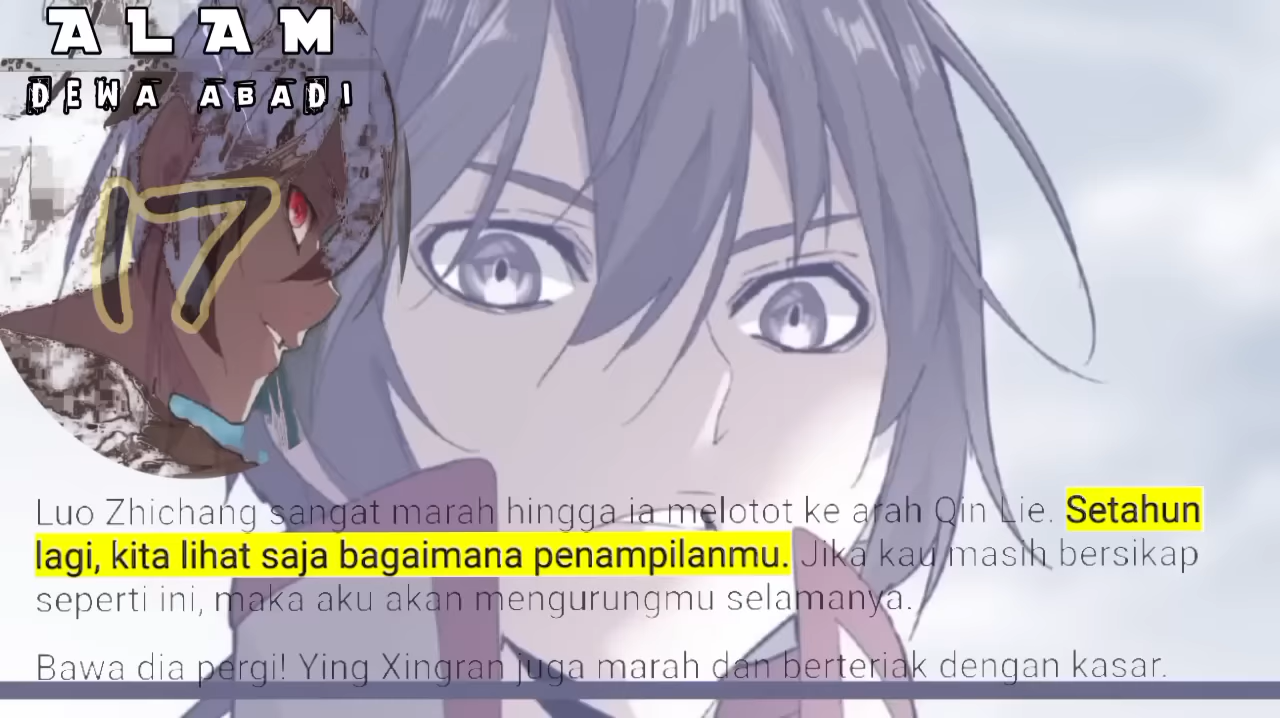 ALAM
DEWA ABADI
17
Luo Zhichang sangat marah hingga ia melotot ke arah Qin Lie. Setahun
lagi, kita lihat saja bagaimana penampilanmu. Jika kau masih bersikap
seperti ini, maka aku akan mengurungmu selamanya.
Bawa dia pergi! Ying Xingran juga marah dan berteriak dengan kasar.